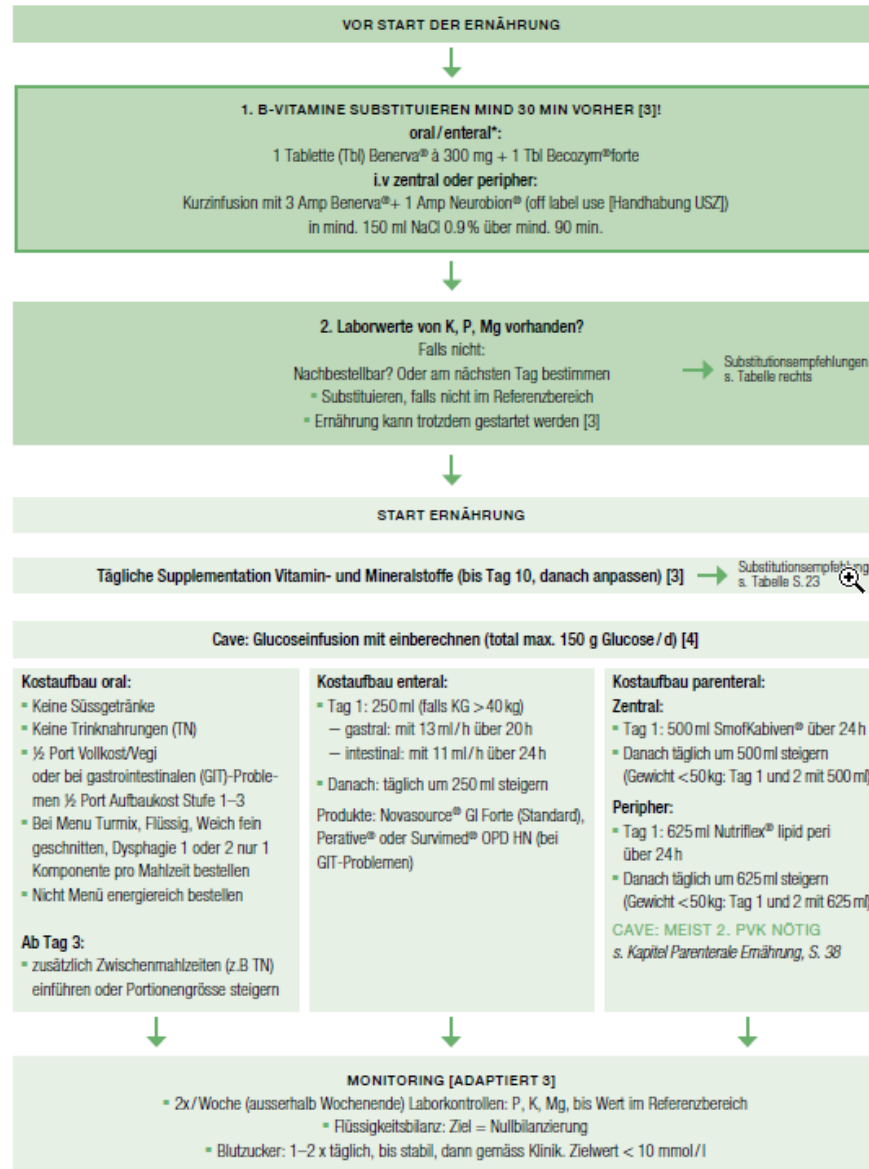 VOR START DER ERNÄHRUNG
1. B-VITAMINE SUBSTITUIEREN MIND 30 MIN VORHER [3]!
oral/enteral*:
1 Tablette (Tbl) Benerva® à 300 mg + 1 Tbl Becozym®forte
i.v zentral oder peripher:
Kurzinfusion mit 3 Amp Benerva®+ 1 Amp Neurobion® (off label use [Handhabung USZ])
in mind. 150 ml NaCl 0.9 % über mind. 90 min.
2. Laborwerte von K, P, Mg vorhanden?
Falls nicht:
Nachbestellbar? Oder am nächsten Tag bestimmen
▪ Substituieren, falls nicht im Referenzbereich
▪ Ernährung kann trotzdem gestartet werden [3]
Substitutionsempfehlungen
s. Tabelle rechts
START ERNÄHRUNG
Tägliche Supplementation Vitamin- und Mineralstoffe (bis Tag 10, danach anpassen) [3]
s. Tabelle S. 23
Cave: Glucoseinfusion mit einberechnen (total max. 150 g Glucose/d) [4]
Kostaufbau oral:
▪ Keine Süssgetränke
▪ Keine Trinknahrungen (TN)
▪ ½ Port Vollkost/Vegi
oder bei gastrointestinalen (GIT)-Proble-
men ½ Port Aufbaukost Stufe 1–3
▪ Bei Menu Turmix, Flüssig, Weich fein
geschnitten, Dysphagie 1 oder 2 nur 1
Komponente pro Mahlzeit bestellen
▪ Nicht Menü energiereich bestellen
Ab Tag 3:
▪ zusätzlich Zwischenmahlzeiten (z.B TN)
einführen oder Portionengrösse steigern
Kostaufbau enteral:
▪ Tag 1: 250 ml (falls KG > 40 kg)
– gastral: mit 13 ml/h über 20 h
– intestinal: mit 11 ml/h über 24 h
▪ Danach: täglich um 250 ml steigern
Produkte: Novasource® GI Forte (Standard),
Perative® oder Survimed® OPD HN (bei
GIT-Problemen)
Kostaufbau parenteral:
Zentral:
▪ Tag 1: 500 ml SmofKabiven® über 24 h
▪ Danach täglich um 500 ml steigern
(Gewicht < 50 kg: Tag 1 und 2 mit 500 ml)
Peripher:
▪ Tag 1: 625 ml Nutriflex® lipid peri
über 24 h
▪ Danach täglich um 625 ml steigern
(Gewicht < 50 kg: Tag 1 und 2 mit 625 ml)
CAVE: MEIST 2. PVK NÖTIG
s. Kapitel Parenterale Ernährung, S. 38
MONITORING [ADAPTIERT 3]
▪ 2x/Woche (ausserhalb Wochenende) Laborkontrollen: P, K, Mg, bis Wert im Referenzbereich
▪ Flüssigkeitsbilanz: Ziel = Nullbilanzierung
▪ Blutzucker: 1–2 x täglich, bis stabil, dann gemäss Klinik. Zielwert < 10 mmol/l